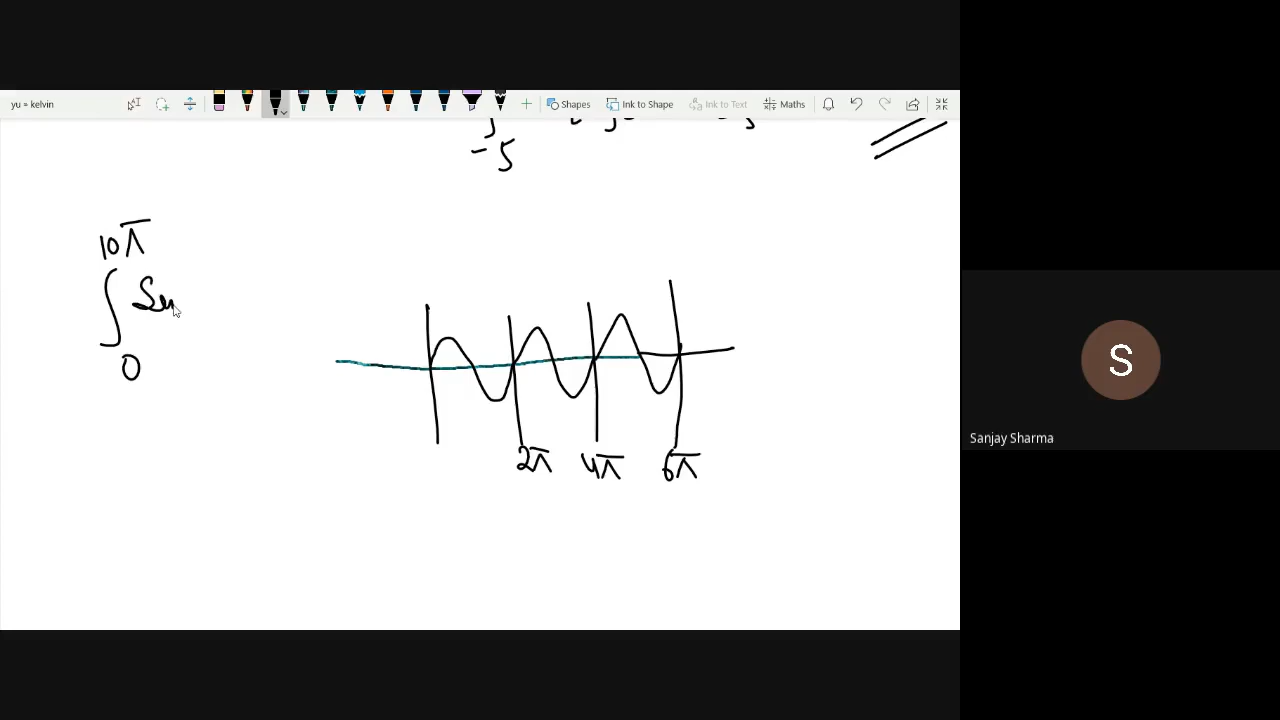 yu » kelvin
Shapes
Ink to Shape
Ink to Text
Maths
-5
10π
∫ Sin
0
2π 4π 6π
S
Sanjay Sharma